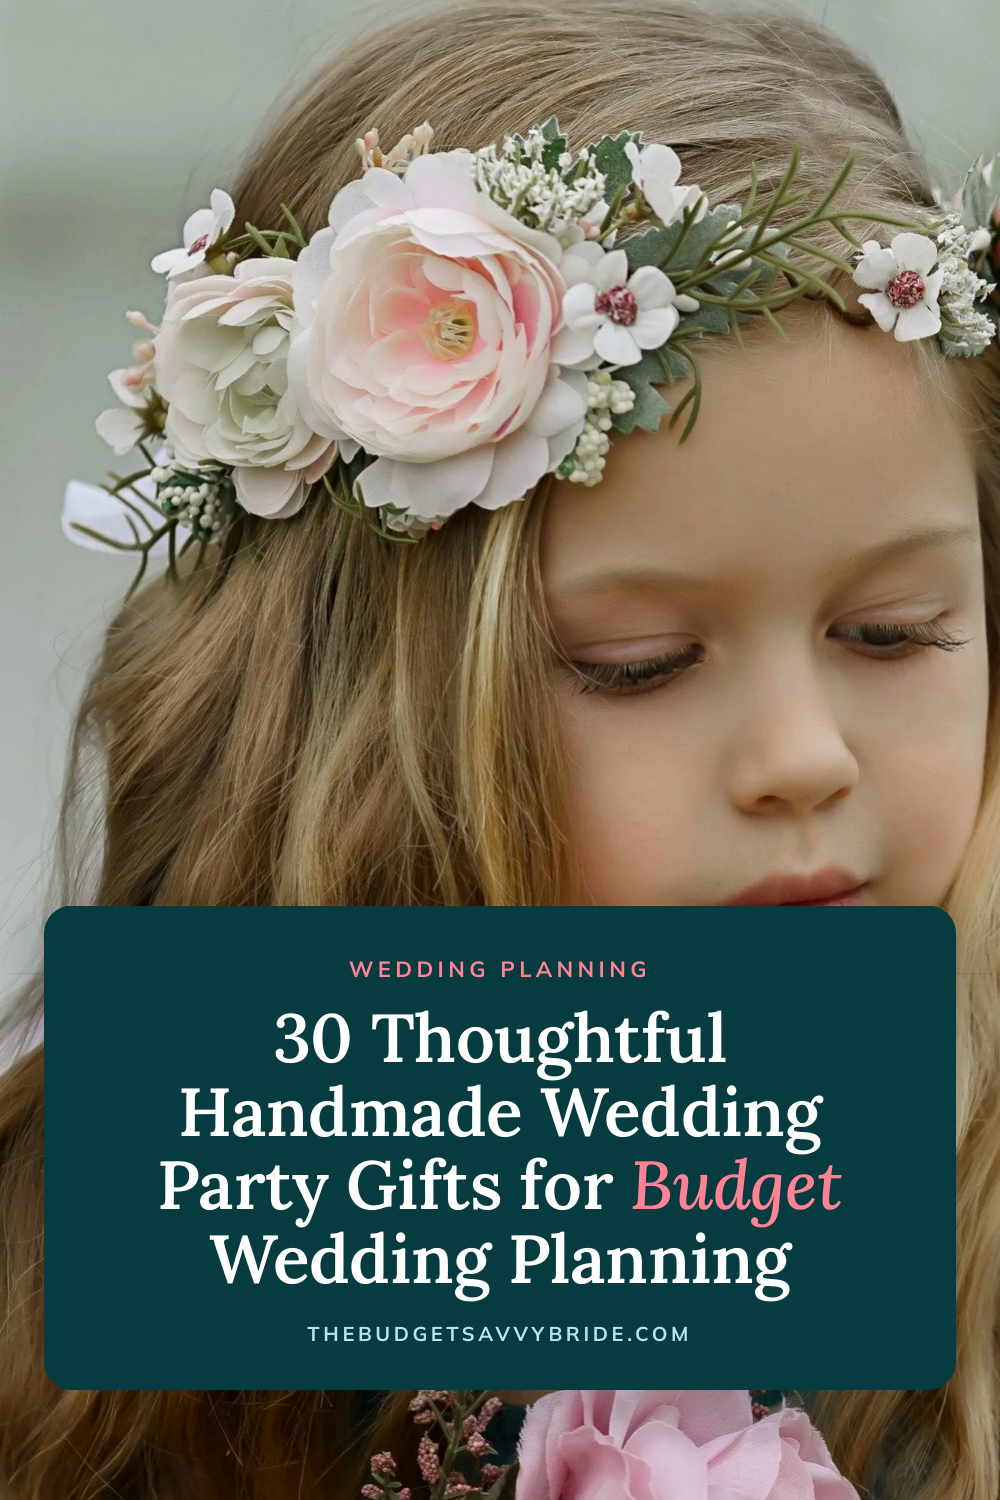 WEDDING PLANNING
30 Thoughtful
Handmade Wedding
Party Gifts for Budget
Wedding Planning
THEBUDGETSAVVYBRIDE.COM